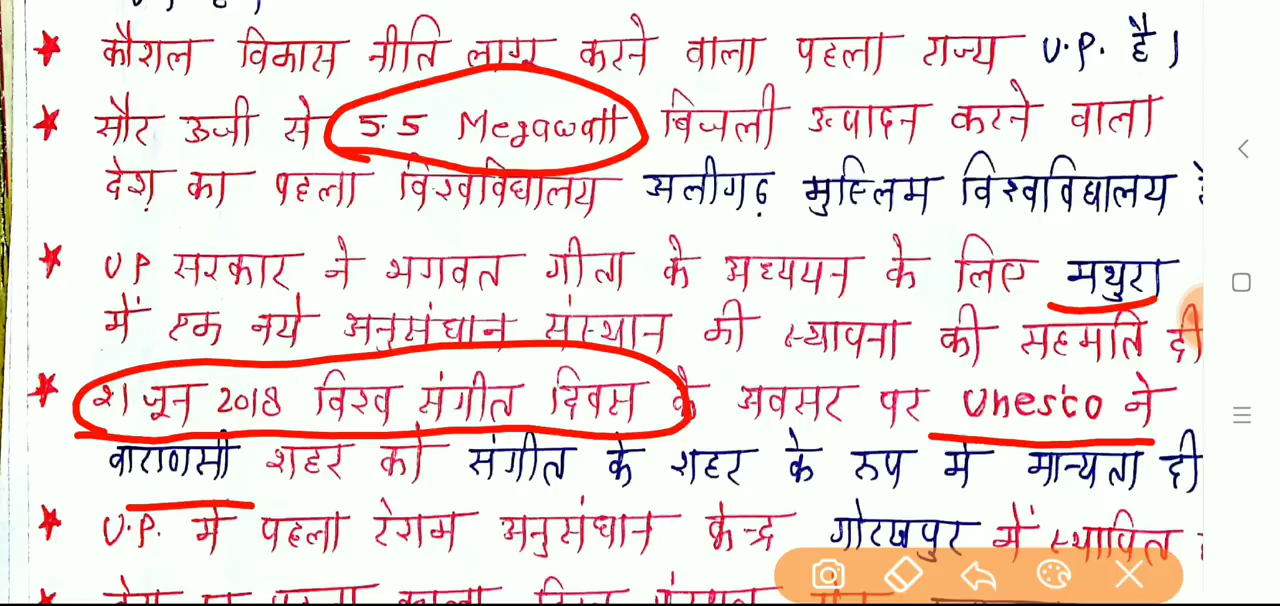 ★ कौशल विकास नीति लागू करने वाला पहला राज्य U.P. है।
★ सौर ऊर्जा से 5.5 Megawatt बिजली उत्पादन करने वाला
देश का पहला विश्वविद्यालय अलीगढ़ मुस्लिम विश्वविद्यालय
★ UP सरकार ने भगवत गीता के अध्ययन के लिए मथुरा
में एक नये अनुसंधान संस्थान की स्थापना की सहमति दी
★ 21 जून 2018 विश्व संगीत दिवस के अवसर पर Unesco ने
वाराणसी शहर को संगीत के शहर के रुप में मान्यता दी
★ U.P. में पहला रेशम अनुसंधान केन्द्र गोरखपुर में स्थापित